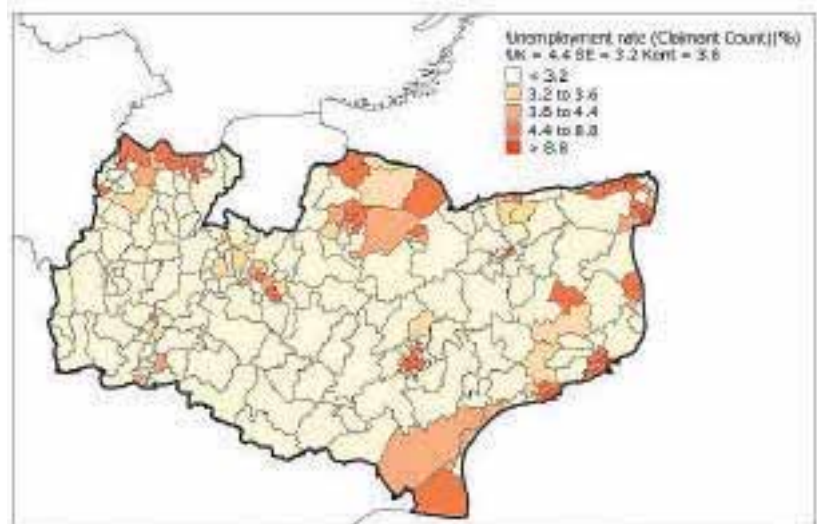 Unemployment rate (Claimant Count)(%)
UK = 4.4 SE = 3.2 Kent = 3.8
< 3.2
3.2 to 3.6
3.6 to 4.4
4.4 to 8.8
> 8.8